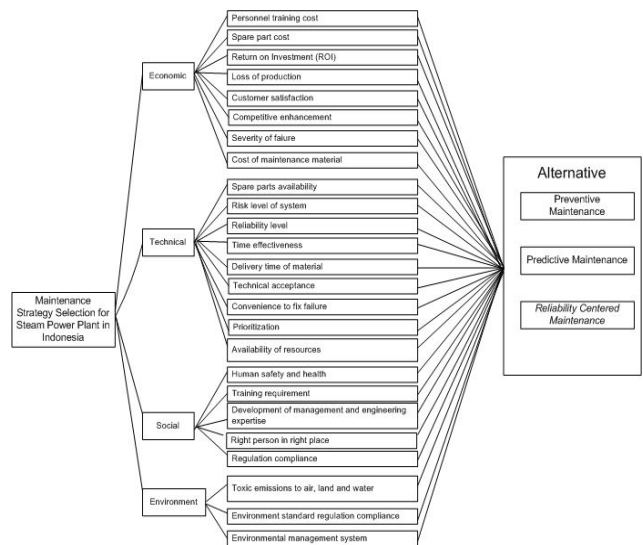 Maintenance
Strategy Selection for
Steam Power Plant in
Indonesia
Economic
Personnel training cost
Spare part cost
Return on Investment (ROI)
Loss of production
Customer satisfaction
Competitive enhancement
Severity of faiure
Cost of maintenance material
Technical
Spare parts availability
Risk level of system
Reliability level
Time effectiveness
Delivery time of material
Technical acceptance
Convenience to fix failure
Prioritization
Availability of resources
Social
Human safety and health
Training requirement
Development of management and engineering
expertise
Right person in right place
Regulation compliance
Environment
Toxic emissions to air, land and water
Environment standard regulation compliance
Environmental management system
Alternative
Preventive
Maintenance
Predictive Maintenance
Reliability Centered
Maintenance